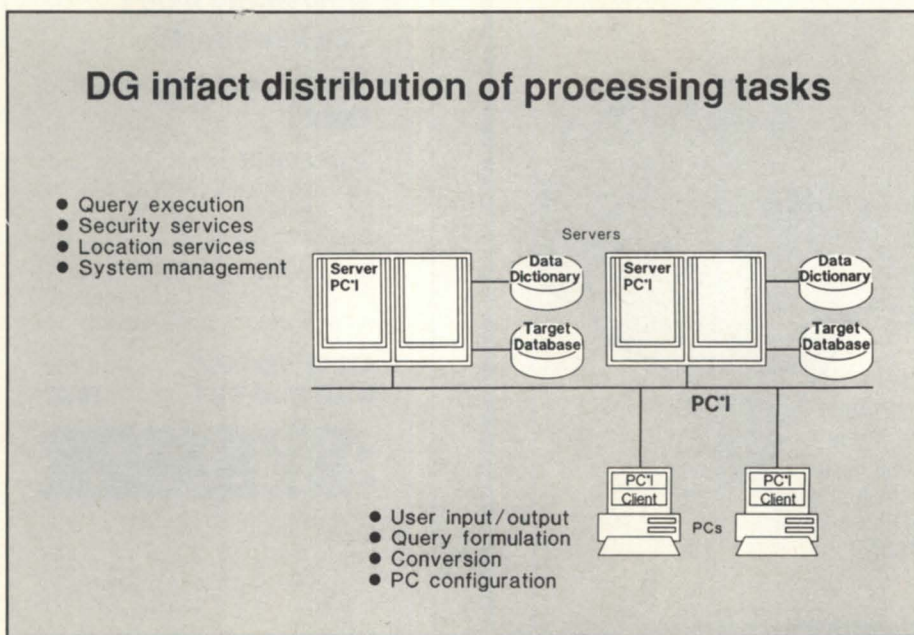 DG infact distribution of processing tasks
● Query execution
● Security services
● Location services
● System management
Servers
Server
PC*I
Data
Dictionary
Target
Database
Server
PC*I
Data
Dictionary
Target
Database
PC*I
PC*I
Client
PCs
PC*I
Client
● User input/output
● Query formulation
● Conversion
● PC configuration